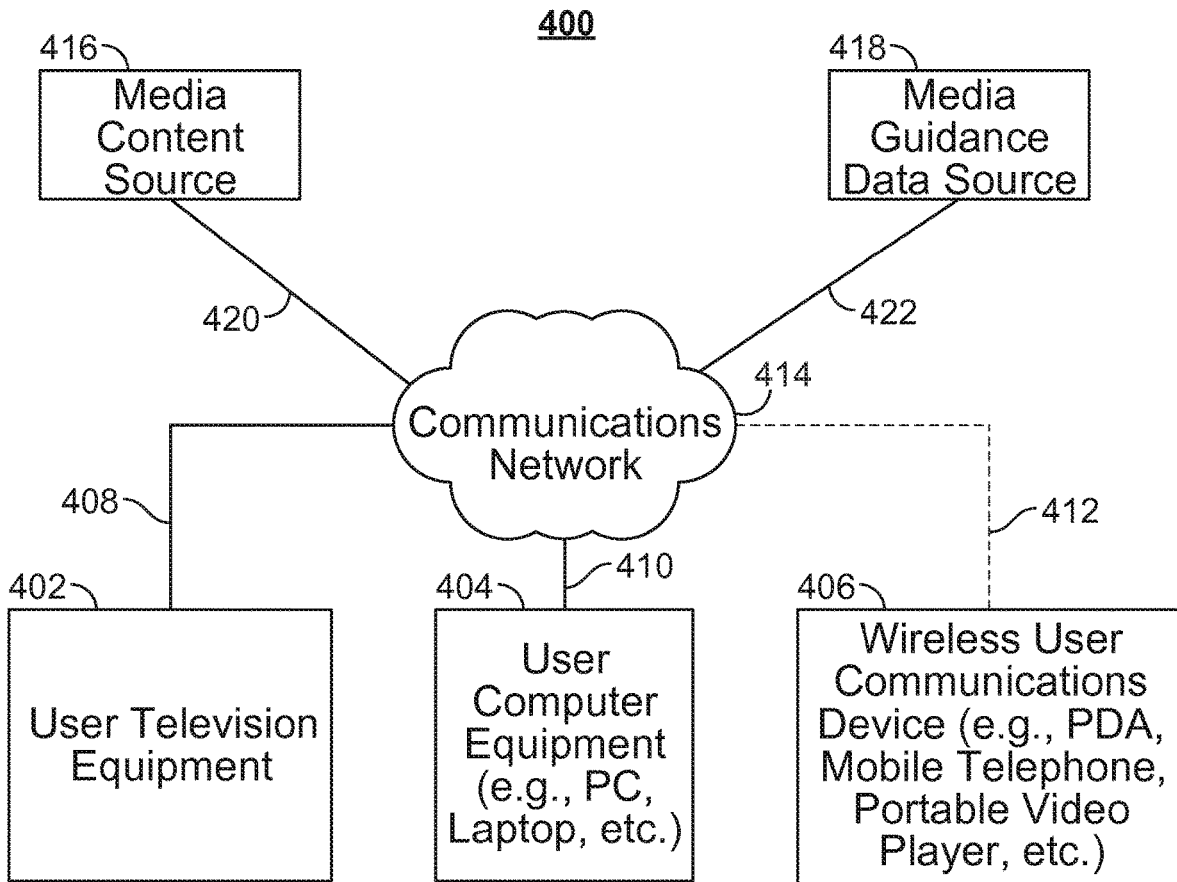 400
416
Media
Content
Source
418
Media
Guidance
Data Source
420
422
414
Communications
Network
408
410
412
402
User Television
Equipment
404
User
Computer
Equipment
(e.g., PC,
Laptop, etc.)
406
Wireless User
Communications
Device (e.g., PDA,
Mobile Telephone,
Portable Video
Player, etc.)